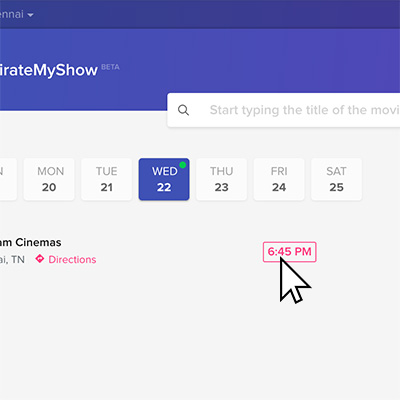 ennai
irateMyShow BETA
Start typing the title of the movi
N MON TUE WED THU FRI SAT
20 21 22 23 24 25
am Cinemas
ai, TN Directions
6:45 PM